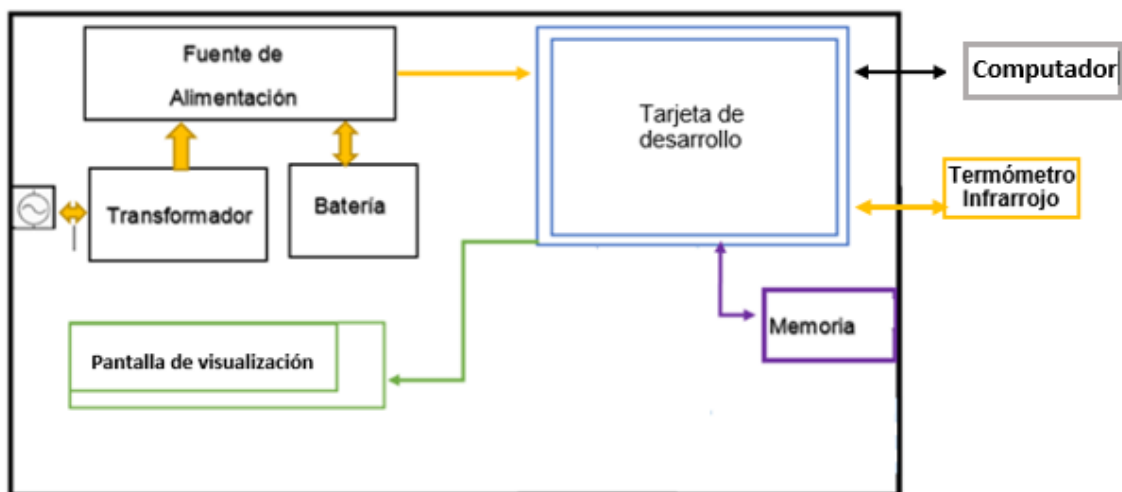 Fuente de
Alimentación
Tarjeta de
desarrollo
Computador
Transformador
Batería
Termómetro
Infrarrojo
Memoria
Pantalla de visualización